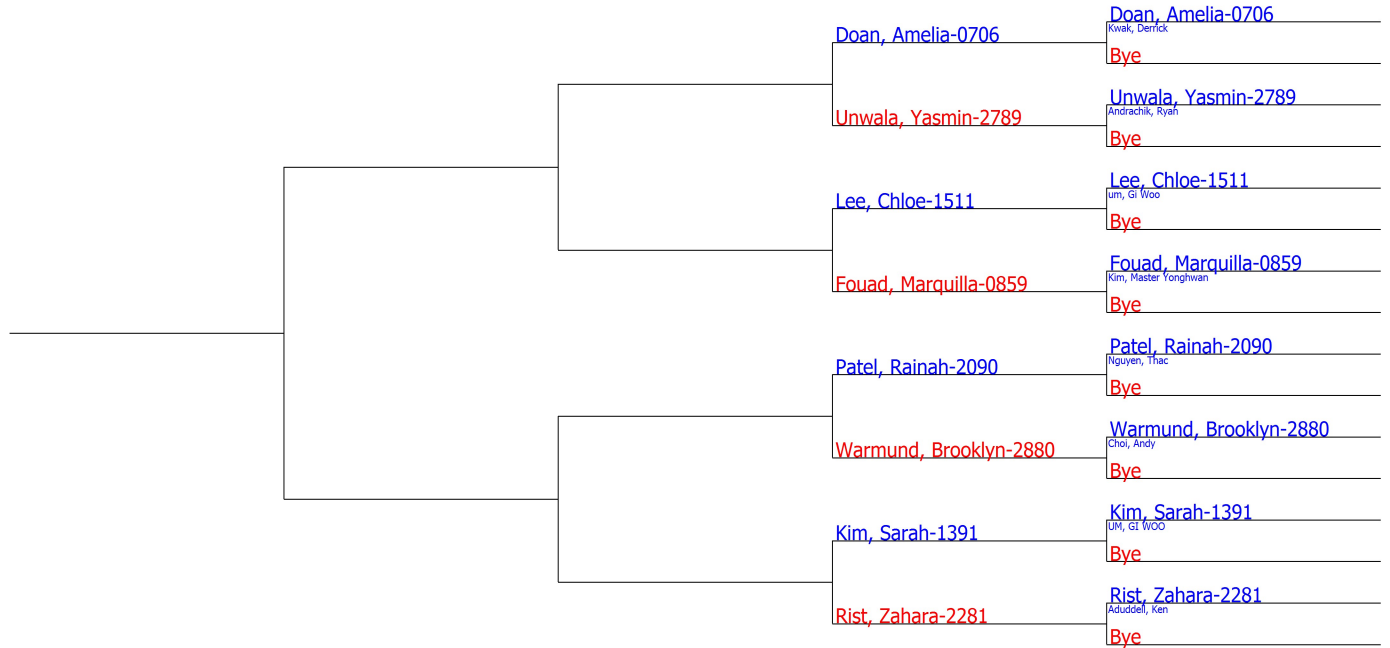 Doan, Amelia-0706
Kwak, Derrick
Bye
Doan, Amelia-0706
Unwala, Yasmin-2789
Andrachik, Ryan
Bye
Unwala, Yasmin-2789
Lee, Chloe-1511
um, Gi Woo
Bye
Lee, Chloe-1511
Fouad, Marquilla-0859
Kim, Master Yonghwan
Bye
Fouad, Marquilla-0859
Patel, Rainah-2090
Nguyen, Thac
Bye
Patel, Rainah-2090
Warmund, Brooklyn-2880
Choi, Andy
Bye
Warmund, Brooklyn-2880
Kim, Sarah-1391
UM, GI WOO
Bye
Kim, Sarah-1391
Rist, Zahara-2281
Aduddell, Ken
Bye
Rist, Zahara-2281